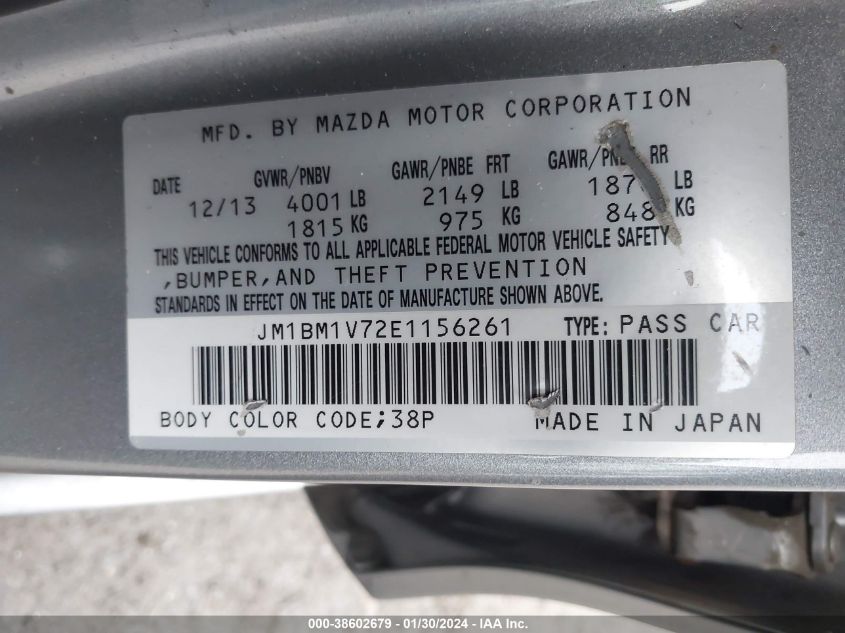 MFD. BY MAZDA MOTOR CORPORATION
DATE GVWR/PNBV GAWR/PNBE FRT RR
12/13 4001 LB 2149 LB LB
1815 KG 975 KG 848 KG
THIS VEHICLE CONFORMS TO ALL APPLICABLE FEDERAL MOTOR VEHICLE SAFETY
,BUMPER,AND THEFT PREVENTION
STANDARDS IN EFFECT ON THE DATE OF MANUFACTURE SHOWN ABOVE.
JM1BM1V72E1156261 TYPE: PASS CAR
BODY COLOR CODE;38P MADE IN JAPAN
000-38602679 - 01/30/2024 - IAA Inc.